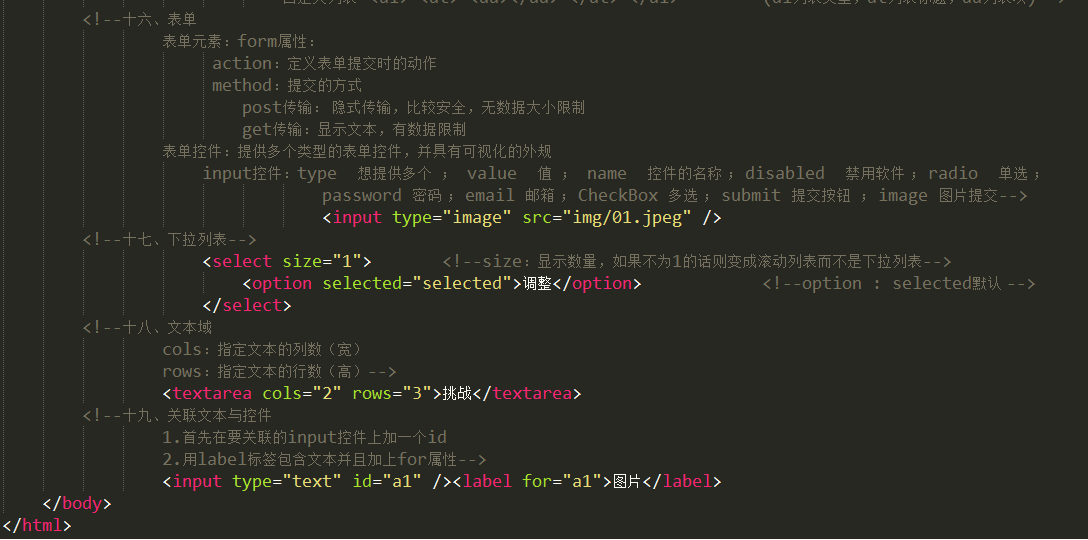 <!--十六、表单
表单元素：form属性：
action：定义表单提交时的动作
method：提交的方式
post传输： 隐式传输，比较安全，无数据大小限制
get传输：显示文本，有数据限制
表单控件：提供多个类型的表单控件，并具有可视化的外规
input控件：type 想提供多个 ； value 值 ； name 控件的名称 ；disabled 禁用软件 ；radio 单选 ；
password 密码 ；email 邮箱 ；CheckBox 多选 ；submit 提交按钮 ；image 图片提交-->
<input type="image" src="img/01.jpeg" />
<!--十七、下拉列表-->
<select size="1"> <!--size：显示数量，如果不为1的话则变成滚动列表而不是下拉列表-->
<option selected="selected">调整</option> <!--option : selected默认 -->
</select>
<!--十八、文本域
cols：指定文本的列数（宽）
rows：指定文本的行数（高）-->
<textarea cols="2" rows="3">挑战</textarea>
<!--十九、关联文本与控件
1.首先在要关联的input控件上加一个id
2.用label标签包含文本并且加上for属性-->
<input type="text" id="a1" /><label for="a1">图片</label>
</body>
</html>